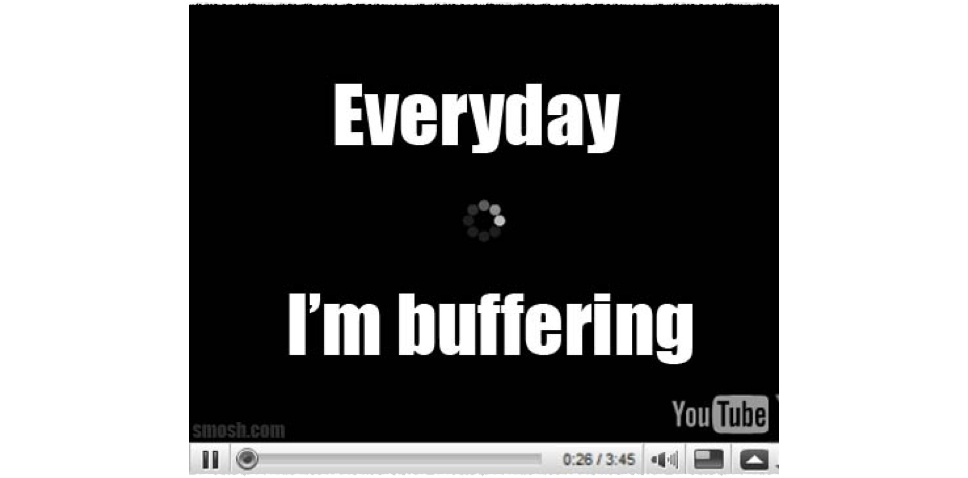 Everyday
I'm buffering
YouTube
smosh.com
0:26 / 3:45